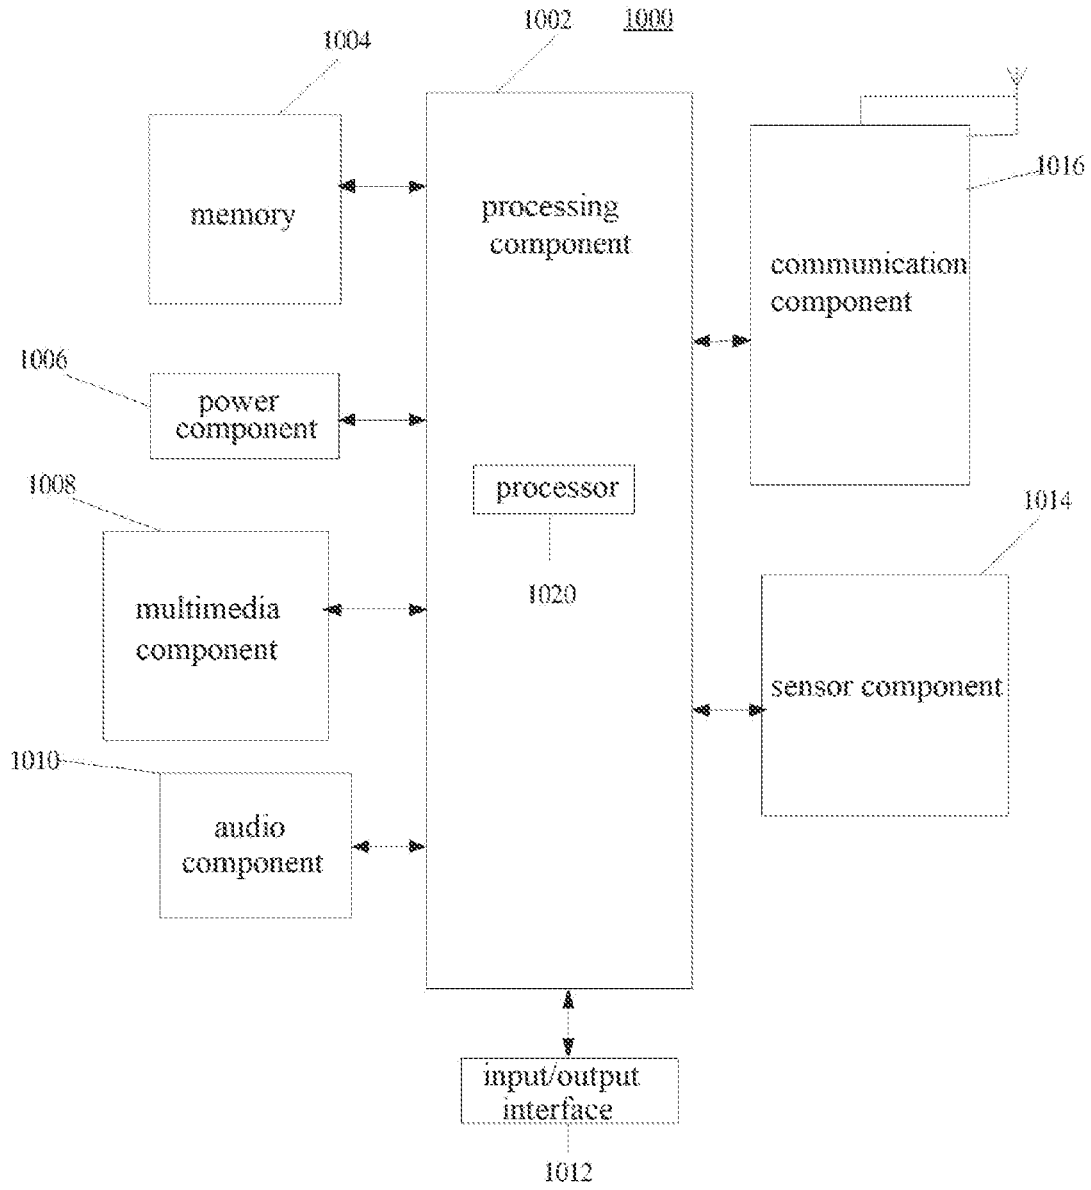 1002
1000
1004
1016
memory
processing
component
communication
component
1006
power
component
1008
processor
1014
1020
multimedia
component
sensor component
1010
audio
component
input/output
interface
1012